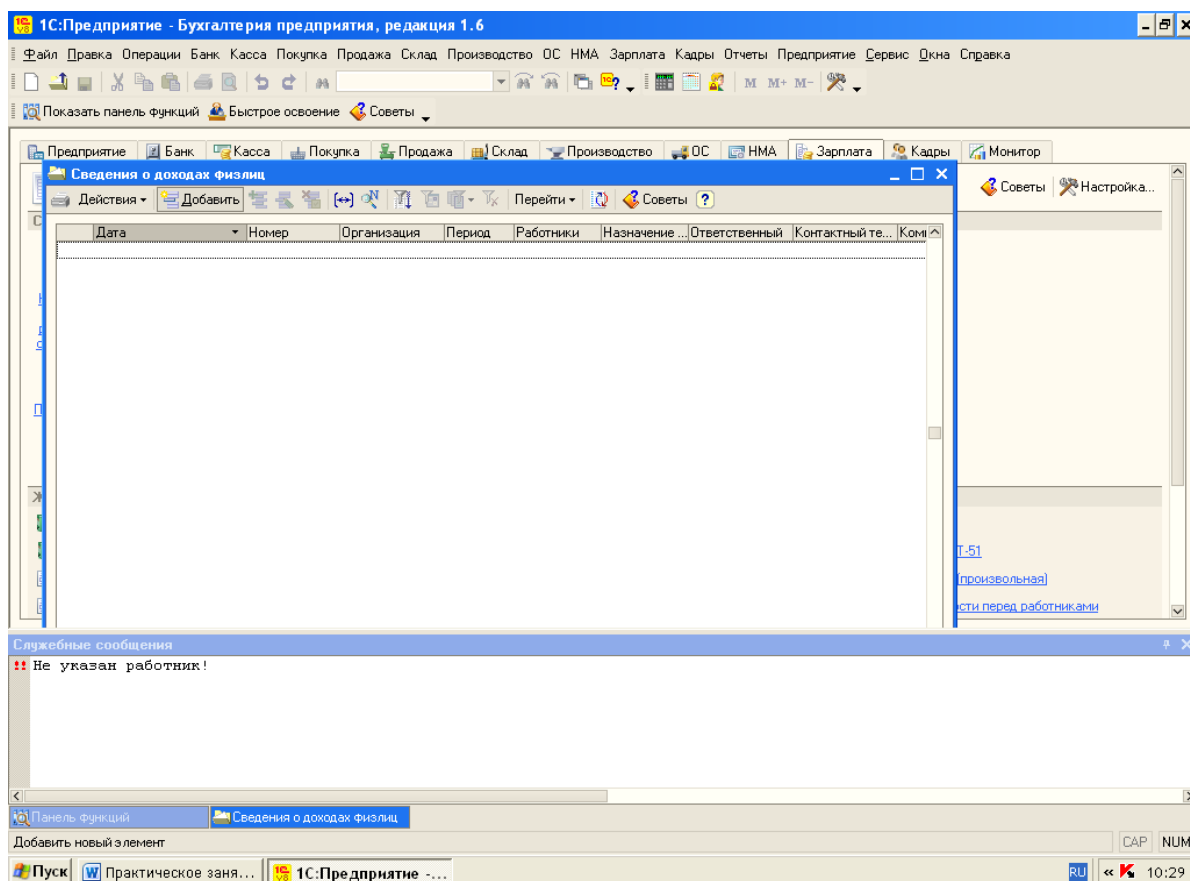 1С:Предприятие - Бухгалтерия предприятия, редакция 1.6
Файл Правка Операции Банк Касса Покупка Продажа Склад Производство ОС НМА Зарплата Кадры Отчеты Предприятие Сервис Окна Справка
M M+ M-
Показать панель функций Быстрое освоение Советы
Предприятие Банк Касса Покупка Продажа Склад Производство ОС НМА Зарплата Кадры Монитор
Сведения о доходах физлиц
Советы Настройка...
Действия Добавить Перейти Советы ?
Дата Номер Организация Период Работники Назначение ... Ответственный Контактный те...
Т-51
(произвольная)
перед работниками
Служебные сообщения
!! Не указан работник!
Панель функций Сведения о доходах физлиц
Добавить новый элемент CAP NUM
Пуск Практическое заня... 1С:Предприятие -... RU « 10:29